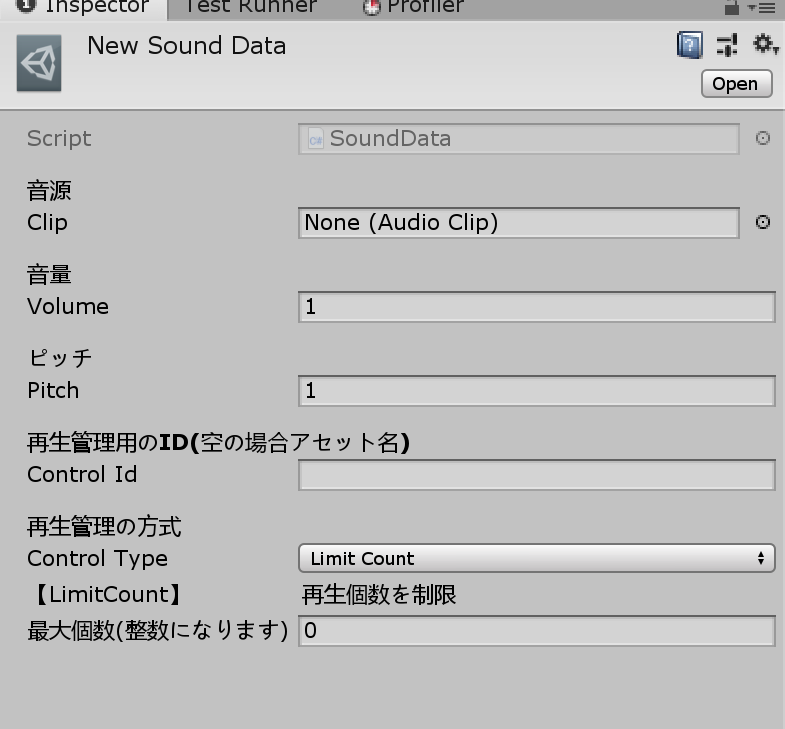 Inspector Test Runner Profiler
New Sound Data
Open
Script SoundData
音源
Clip None (Audio Clip)
音量
Volume 1
ピッチ
Pitch 1
再生管理用のID(空の場合アセット名)
Control Id
再生管理の方式
Control Type Limit Count
【LimitCount】 再生個数を制限
最大個数(整数になります) 0